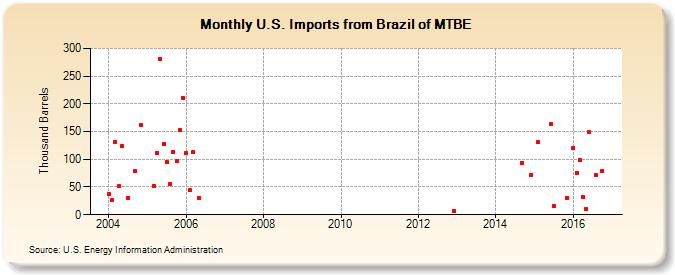 Monthly U.S. Imports from Brazil of MTBE
Thousand Barrels
300
250
200
150
100
50
0
2004 2006 2008 2010 2012 2014 2016
Source: U.S. Energy Information Administration